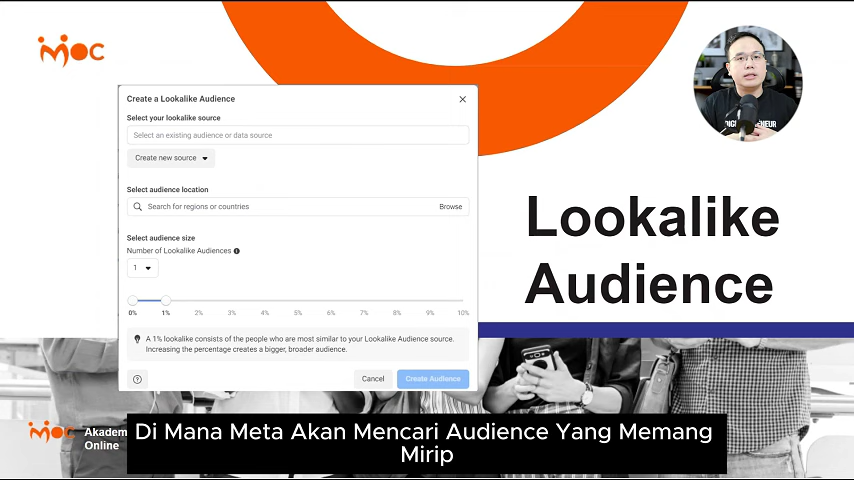 MOC
Create a Lookalike Audience
Select your lookalike source
Select an existing audience or data source
Create new source
Select audience location
Search for regions or countries
Browse
Select audience size
Number of Lookalike Audiences
1
0% 1% 2% 3% 4% 5% 6% 7% 8% 9% 10%
A 1% lookalike consists of the people who are most similar to your Lookalike Audience source.
Increasing the percentage creates a bigger, broader audience.
Cancel
Create Audience
Lookalike
Audience
MOC
Akadem
Online
Di Mana Meta Akan Mencari Audience Yang Memang
Mirip